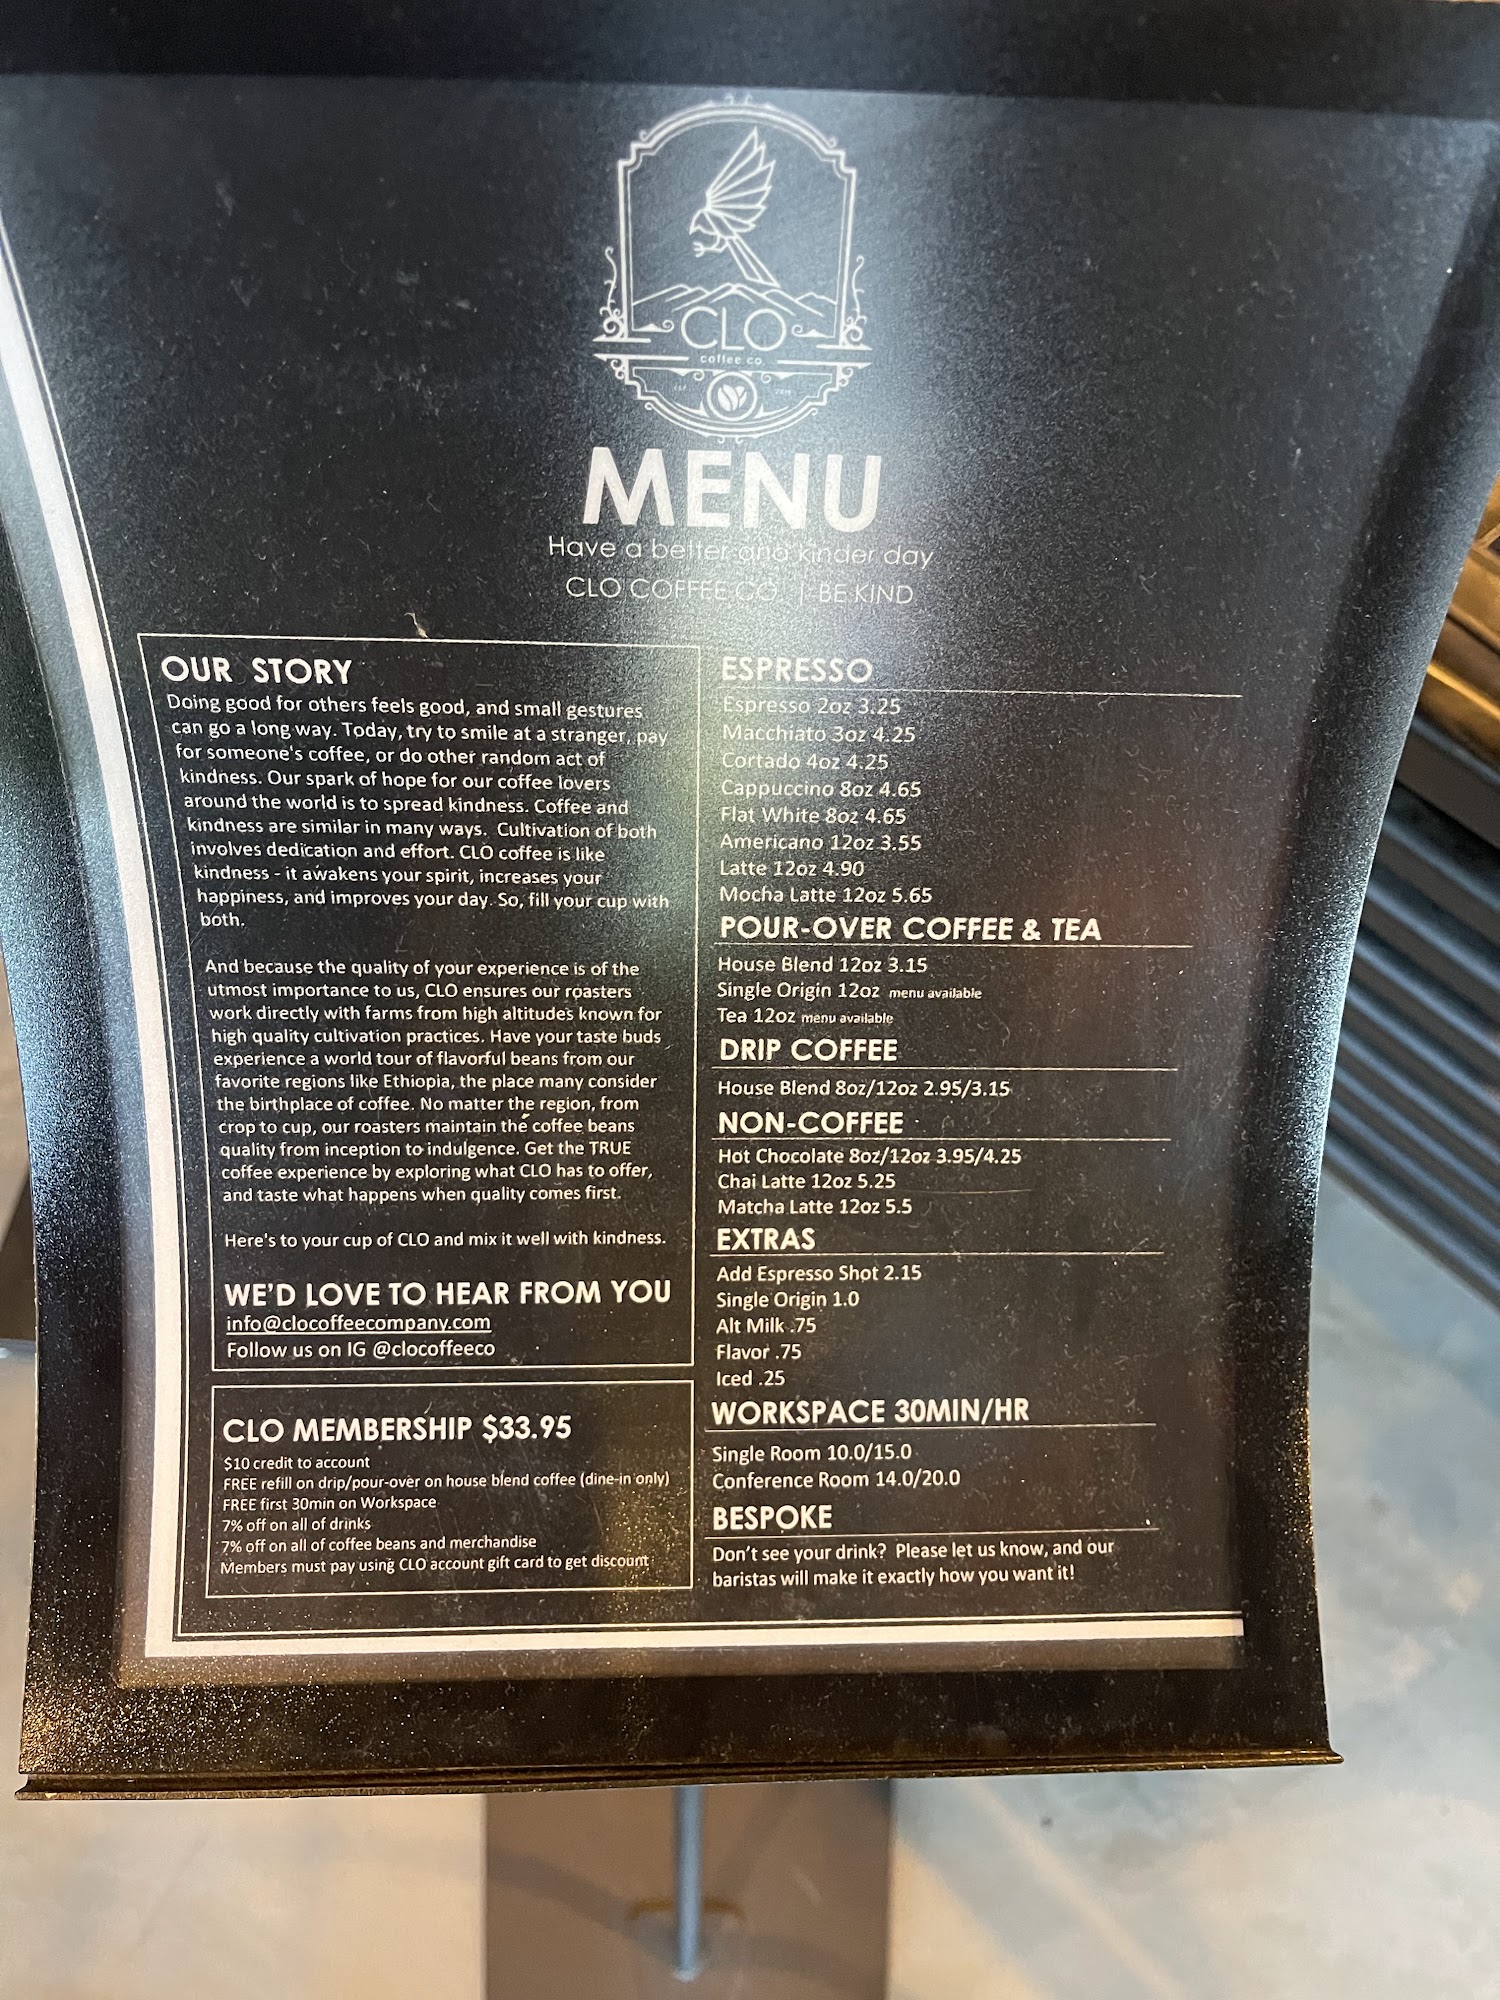 CLO
coffee co.
MENU
Have a better and kinder day
CLO COFFEE CO. | BE KIND
OUR STORY
Doing good for others feels good, and small gestures
can go a long way. Today, try to smile at a stranger, pay
for someone's coffee, or do other random act of
kindness. Our spark of hope for our coffee lovers
around the world is to spread kindness. Coffee and
kindness are similar in many ways. Cultivation of both
involves dedication and effort. CLO coffee is like
kindness - it awakens your spirit, increases your
happiness, and improves your day. So, fill your cup with
both.
And because the quality of your experience is of the
utmost importance to us, CLO ensures our roasters
work directly with farms from high altitudes known for
high quality cultivation practices. Have your taste buds
experience a world tour of flavorful beans from our
favorite regions like Ethiopia, the place many consider
the birthplace of coffee. No matter the region, from
crop to cup, our roasters maintain the coffee beans
quality from inception to indulgence. Get the TRUE
coffee experience by exploring what CLO has to offer,
and taste what happens when quality comes first.
Here's to your cup of CLO and mix it well with kindness.
WE'D LOVE TO HEAR FROM YOU
info@clocoffeecompany.com
Follow us on IG @clocoffeeco
CLO MEMBERSHIP $33.95
$10 credit to account
FREE refill on drip/pour-over on house blend coffee (dine-in only)
FREE first 30min on Workspace
7% off on all of drinks
7% off on all of coffee beans and merchandise
Members must pay using CLO account gift card to get discount
ESPRESSO
Espresso 2oz 3.25
Macchiato 3oz 4.25
Cortado 4oz 4.25
Cappuccino 8oz 4.65
Flat White 8oz 4.65
Americano 12oz 3.55
Latte 12oz 4.90
Mocha Latte 12oz 5.65
POUR-OVER COFFEE & TEA
House Blend 12oz 3.15
Single Origin 12oz menu available
Tea 12oz menu available
DRIP COFFEE
House Blend 8oz/12oz 2.95/3.15
NON-COFFEE
Hot Chocolate 8oz/12oz 3.95/4.25
Chai Latte 12oz 5.25
Matcha Latte 12oz 5.5
EXTRAS
Add Espresso Shot 2.15
Single Origin 1.0
Alt Milk .75
Flavor .75
Iced .25
WORKSPACE 30MIN/HR
Single Room 10.0/15.0
Conference Room 14.0/20.0
BESPOKE
Don't see your drink? Please let us know, and our
baristas will make it exactly how you want it!